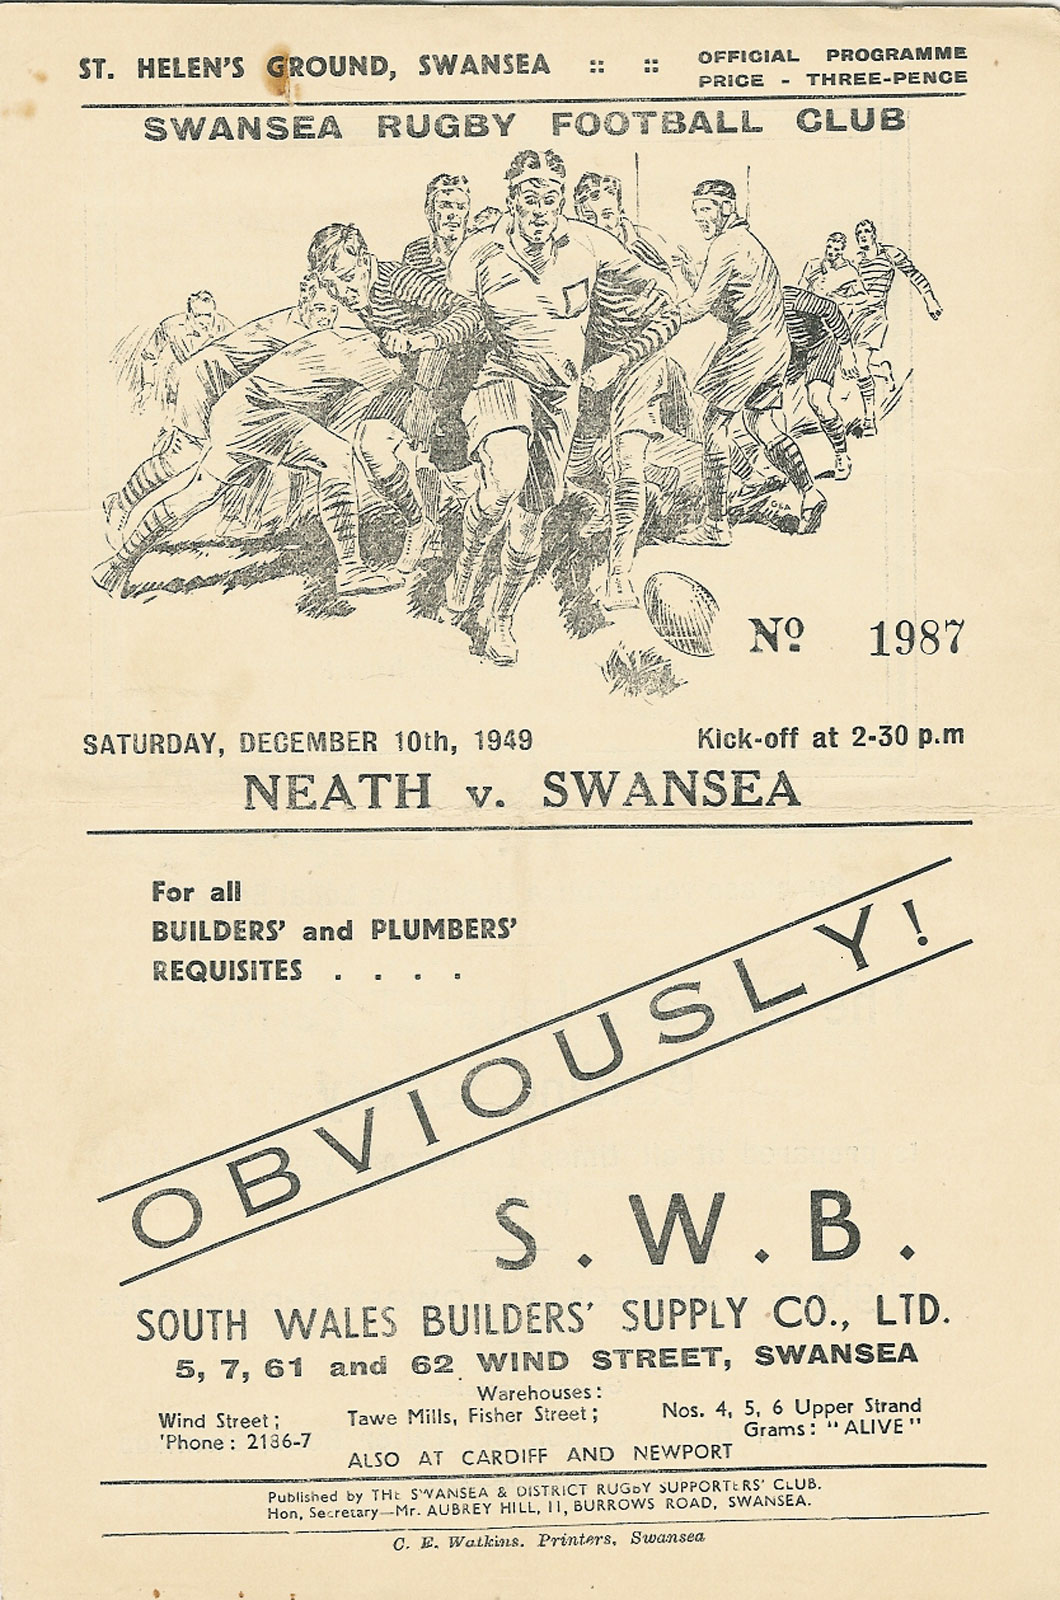 ST. HELEN'S GROUND, SWANSEA :: :: OFFICIAL PROGRAMME
PRICE - THREE-PENCE
SWANSEA RUGBY FOOTBALL CLUB
Nº 1987
SATURDAY, DECEMBER 10th, 1949 Kick-off at 2-30 p.m
NEATH v. SWANSEA
For all
BUILDERS' and PLUMBERS'
REQUISITES . . . .
OBVIOUSLY!
S. W. B.
SOUTH WALES BUILDERS' SUPPLY CO., LTD.
5, 7, 61 and 62 WIND STREET, SWANSEA
Warehouses:
Wind Street; Tawe Mills, Fisher Street; Nos. 4, 5, 6 Upper Strand
'Phone: 2186-7 Grams: "ALIVE"
ALSO AT CARDIFF AND NEWPORT
Published by THE SWANSEA & DISTRICT RUGBY SUPPORTERS' CLUB.
Hon, Secretary—Mr. AUBREY HILL, 11, BURROWS ROAD, SWANSEA.
C. E. Watkins. Printers, Swansea